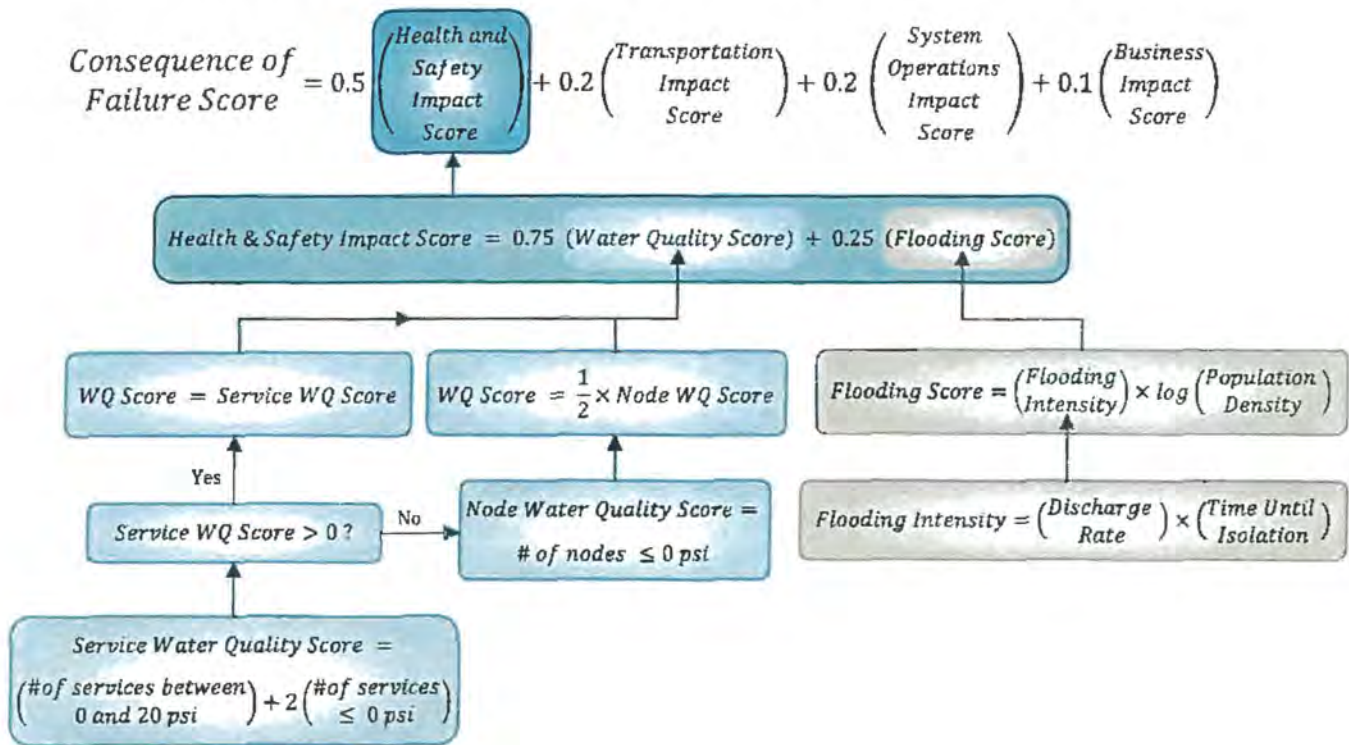 Consequence of Failure Score = 0.5 (Health and Safety Impact Score) + 0.2 (Transportation Impact Score) + 0.2 (System Operations Impact Score) + 0.1 (Business Impact Score)
Health & Safety Impact Score = 0.75 (Water Quality Score) + 0.25 (Flooding Score)
WQ Score = Service WQ Score
WQ Score = 1/2 × Node WQ Score
Flooding Score = (Flooding Intensity) × log (Population Density)
Yes
Service WQ Score > 0 ?
No
Node Water Quality Score =
# of nodes ≤ 0 psi
Flooding Intensity = (Discharge Rate) × (Time Until Isolation)
Service Water Quality Score =
(#of services between 0 and 20 psi) + 2 (#of services ≤ 0 psi)